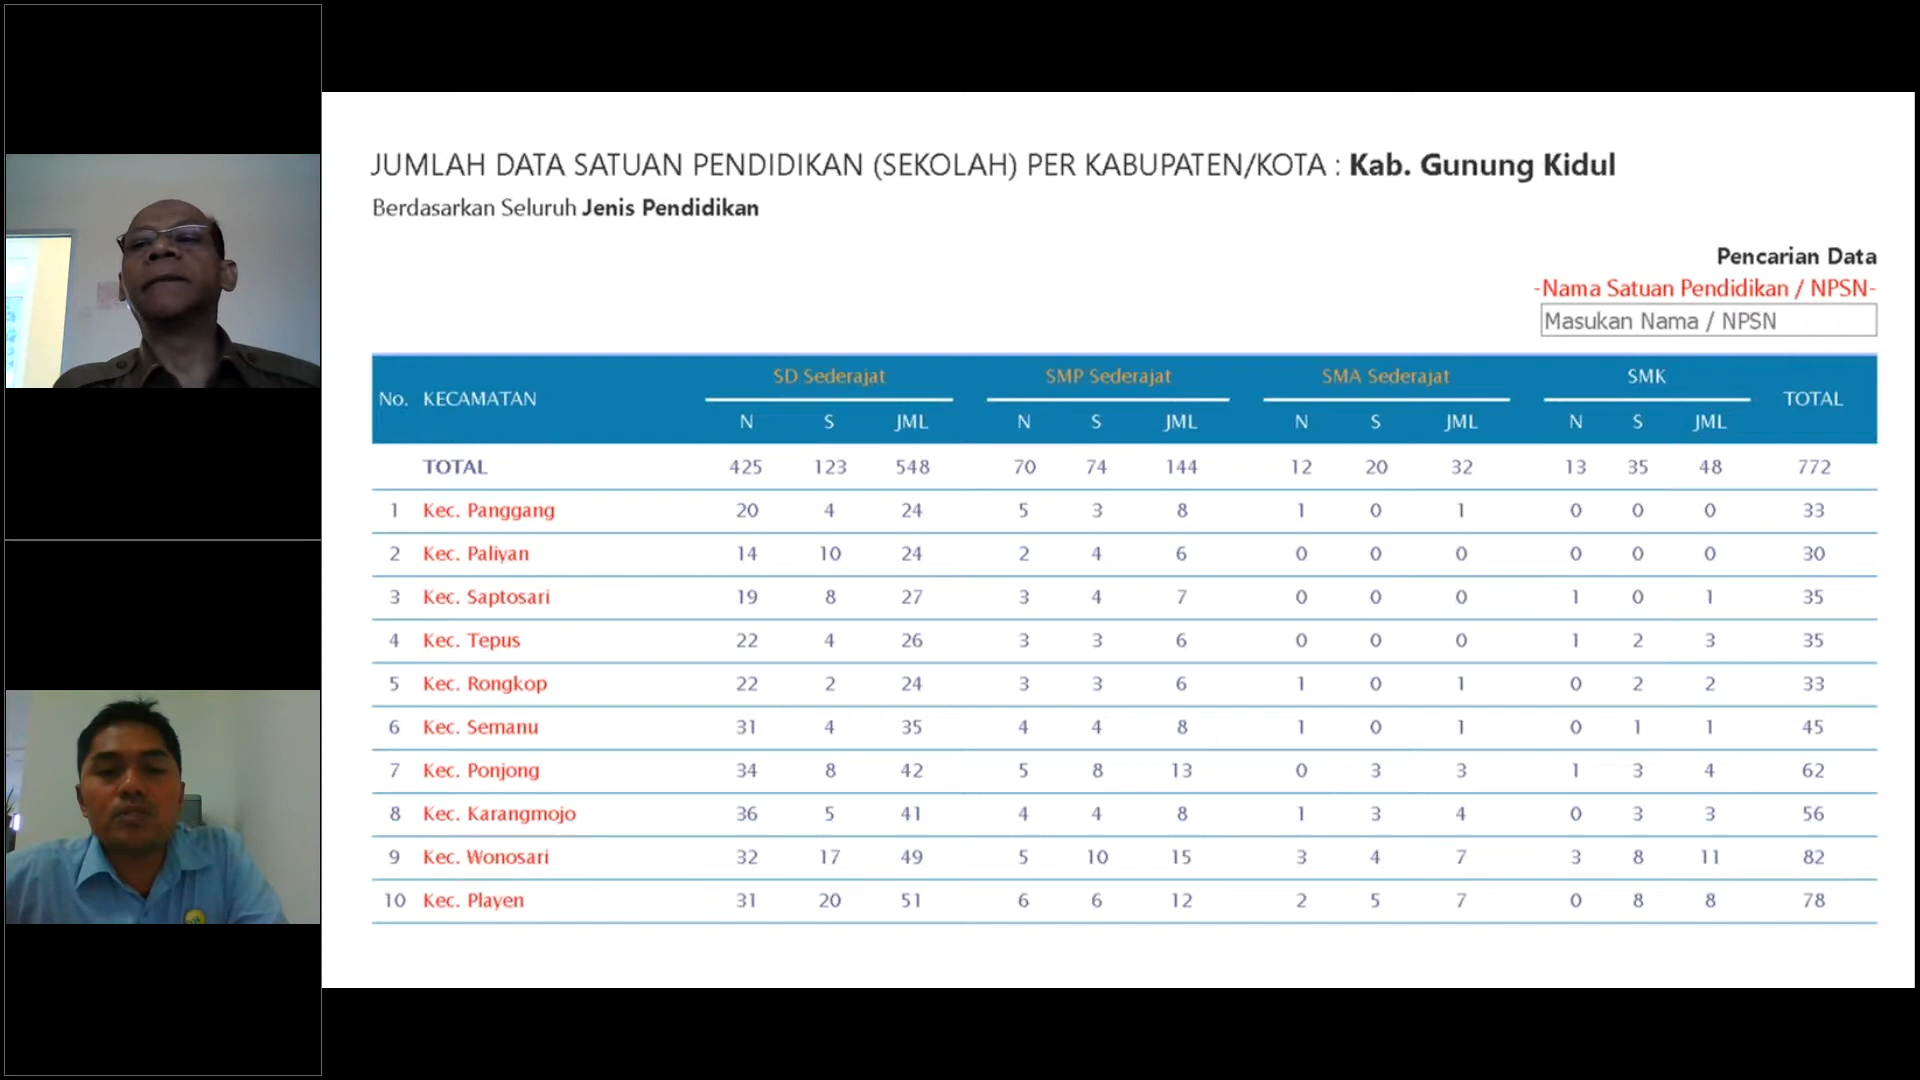 JUMLAH DATA SATUAN PENDIDIKAN (SEKOLAH) PER KABUPATEN/KOTA : Kab. Gunung Kidul
Berdasarkan Seluruh Jenis Pendidikan
Pencarian Data
-Nama Satuan Pendidikan / NPSN-
Masukan Nama / NPSN
No. KECAMATAN SD Sederajat SMP Sederajat SMA Sederajat SMK TOTAL
N S JML N S JML N S JML N S JML
TOTAL 425 123 548 70 74 144 12 20 32 13 35 48 772
1 Kec. Panggang 20 4 24 5 3 8 1 0 1 0 0 0 33
2 Kec. Paliyan 14 10 24 2 4 6 0 0 0 0 0 0 30
3 Kec. Saptosari 19 8 27 3 4 7 0 0 0 1 0 1 35
4 Kec. Tepus 22 4 26 3 3 6 0 0 0 1 2 3 35
5 Kec. Rongkop 22 2 24 3 3 6 1 0 1 0 2 2 33
6 Kec. Semanu 31 4 35 4 4 8 1 0 1 0 1 1 45
7 Kec. Ponjong 34 8 42 5 8 13 0 3 3 1 3 4 62
8 Kec. Karangmojo 36 5 41 4 4 8 1 3 4 0 3 3 56
9 Kec. Wonosari 32 17 49 5 10 15 3 4 7 3 8 11 82
10 Kec. Playen 31 20 51 6 6 12 2 5 7 0 8 8 78